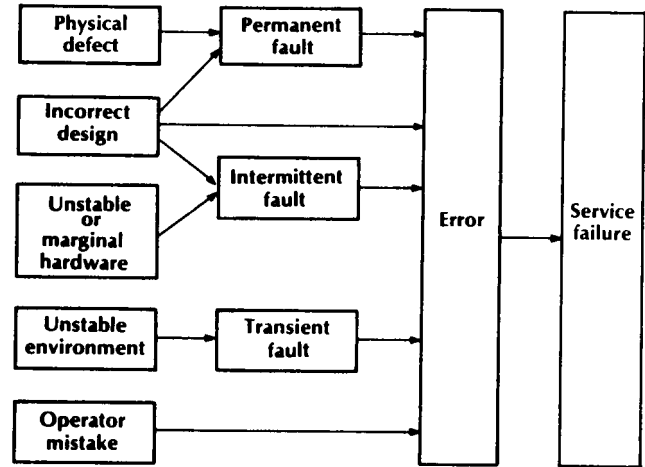 Physical
defect
Permanent
fault
Incorrect
design
Intermittent
fault
Unstable
or
marginal
hardware
Unstable
environment
Transient
fault
Operator
mistake
Error
Service
failure